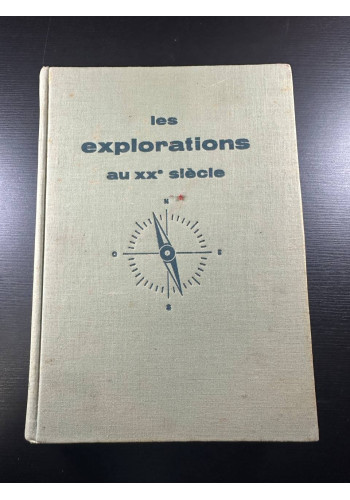 les
explorations
au XXᵉ siècle
N
O E
S